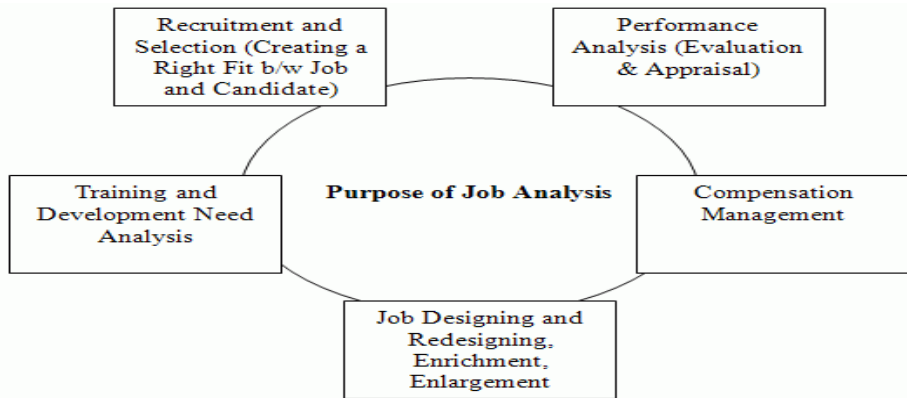 Recruitment and
Selection (Creating a
Right Fit b/w Job
and Candidate)
Performance
Analysis (Evaluation
& Appraisal)
Training and
Development Need
Analysis
Purpose of Job Analysis
Compensation
Management
Job Designing and
Redesigning,
Enrichment,
Enlargement